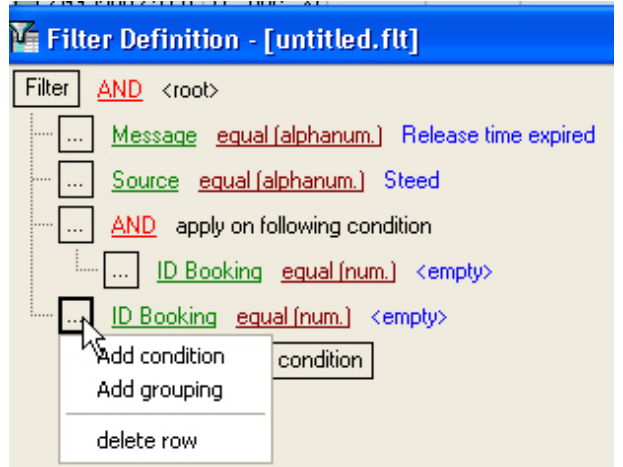 Filter Definition - [untitled.flt]
Filter AND <root>
... Message equal (alphanum.) Release time expired
... Source equal (alphanum.) Steed
... AND apply on following condition
... ID Booking equal (num.) <empty>
... ID Booking equal (num.) <empty>
Add condition condition
Add grouping
delete row